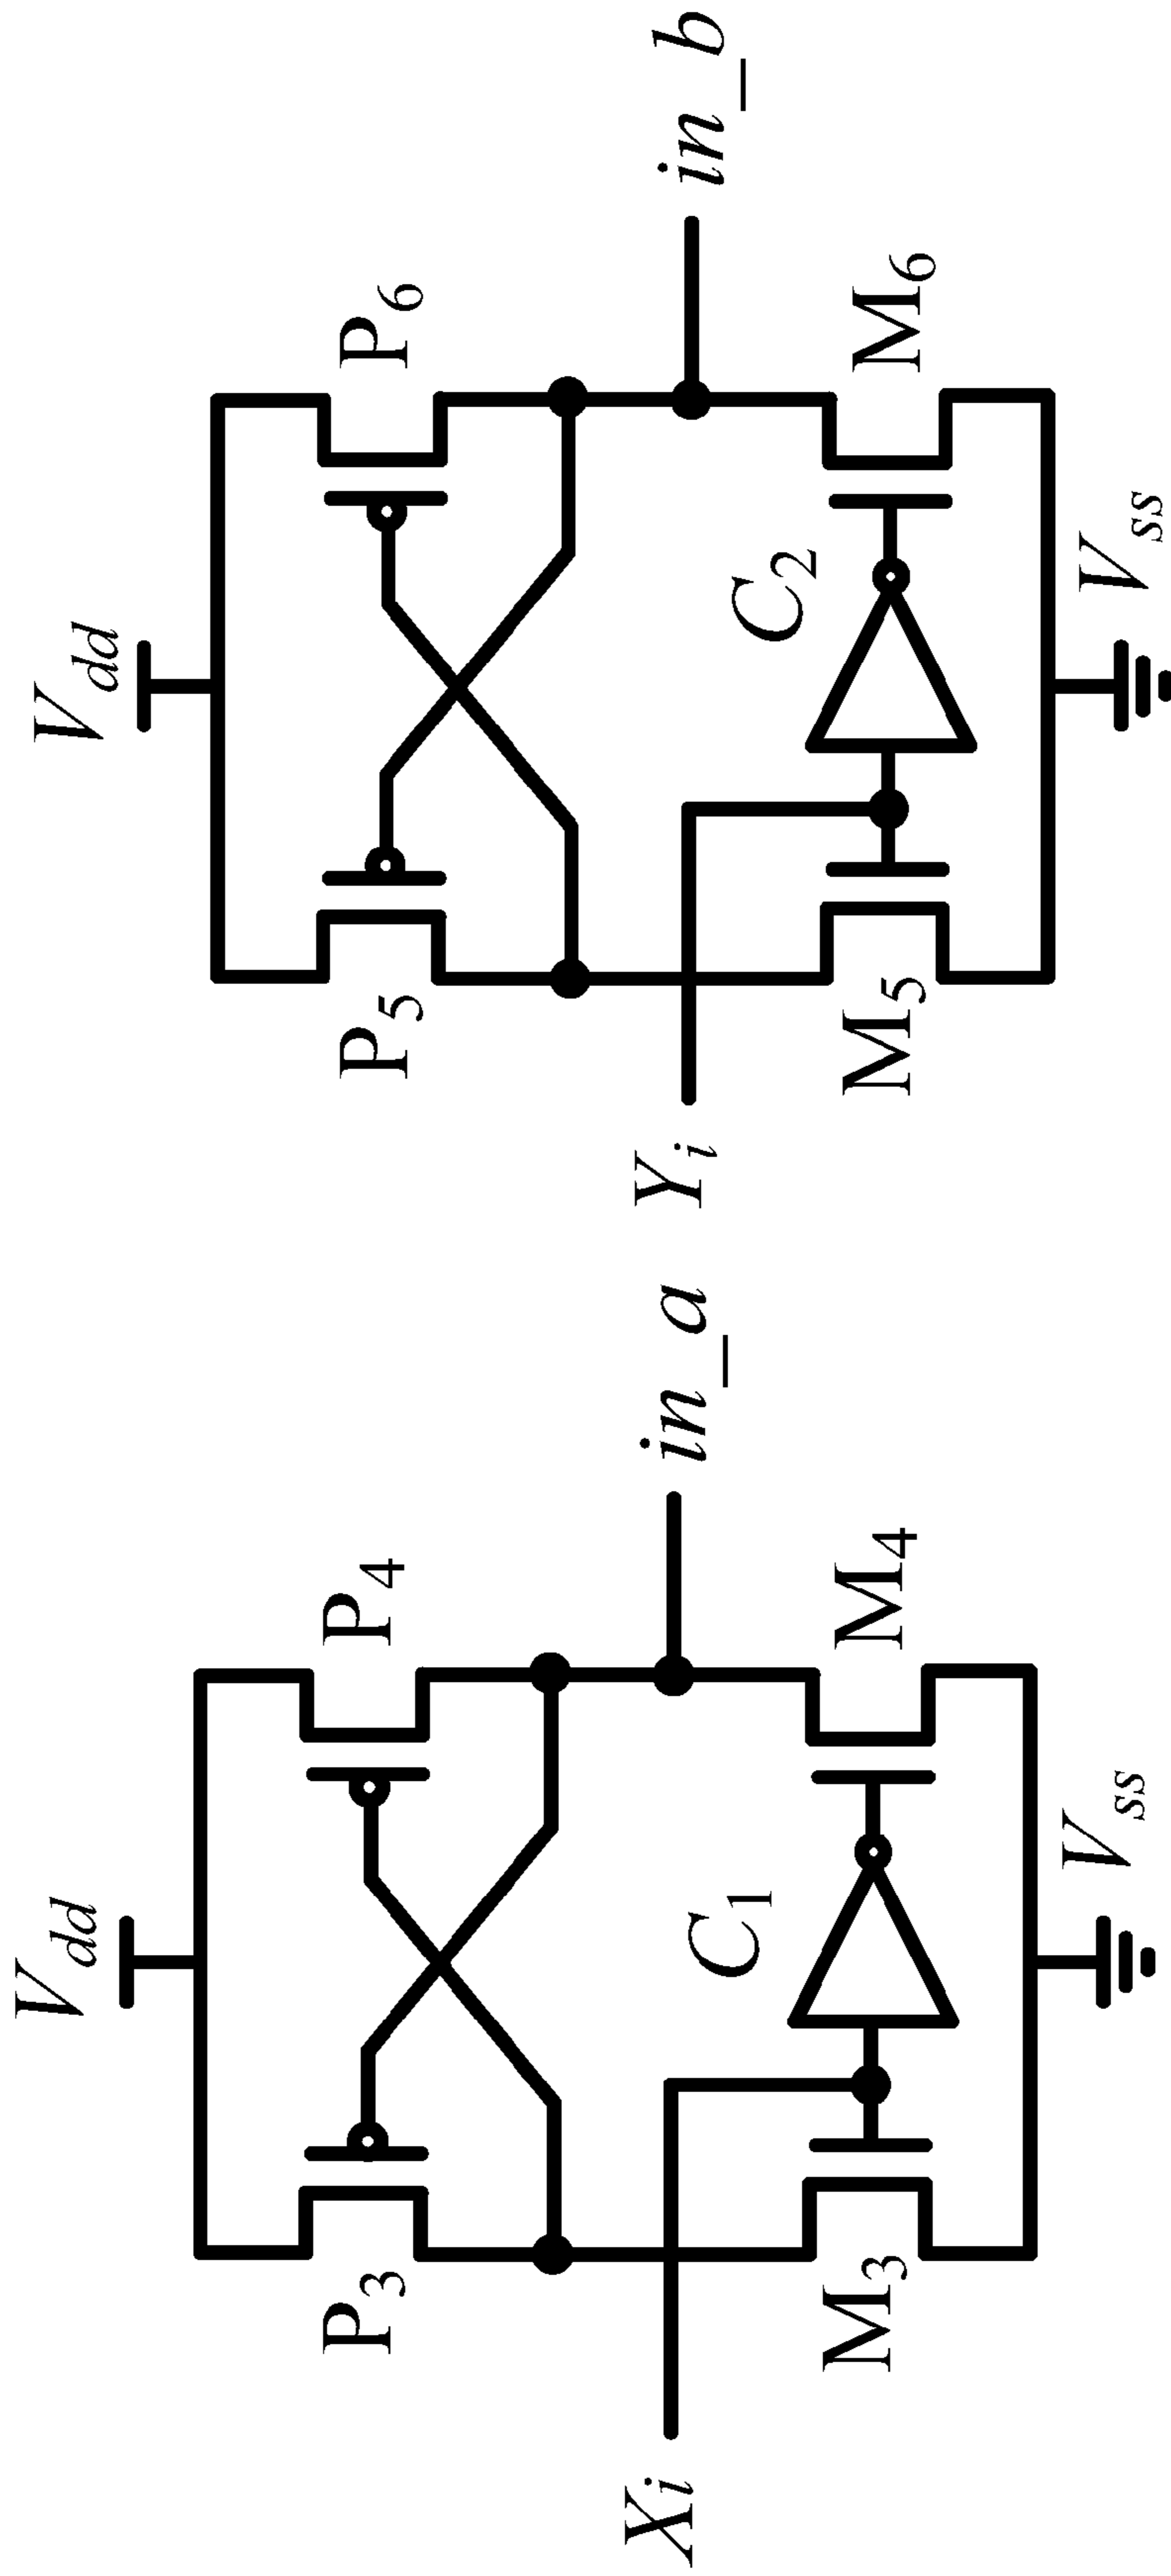 V_dd
P_3
P_4
X_i
in_a
C_1
M_3
M_4
V_ss
V_dd
P_5
P_6
Y_i
in_b
C_2
M_5
M_6
V_ss